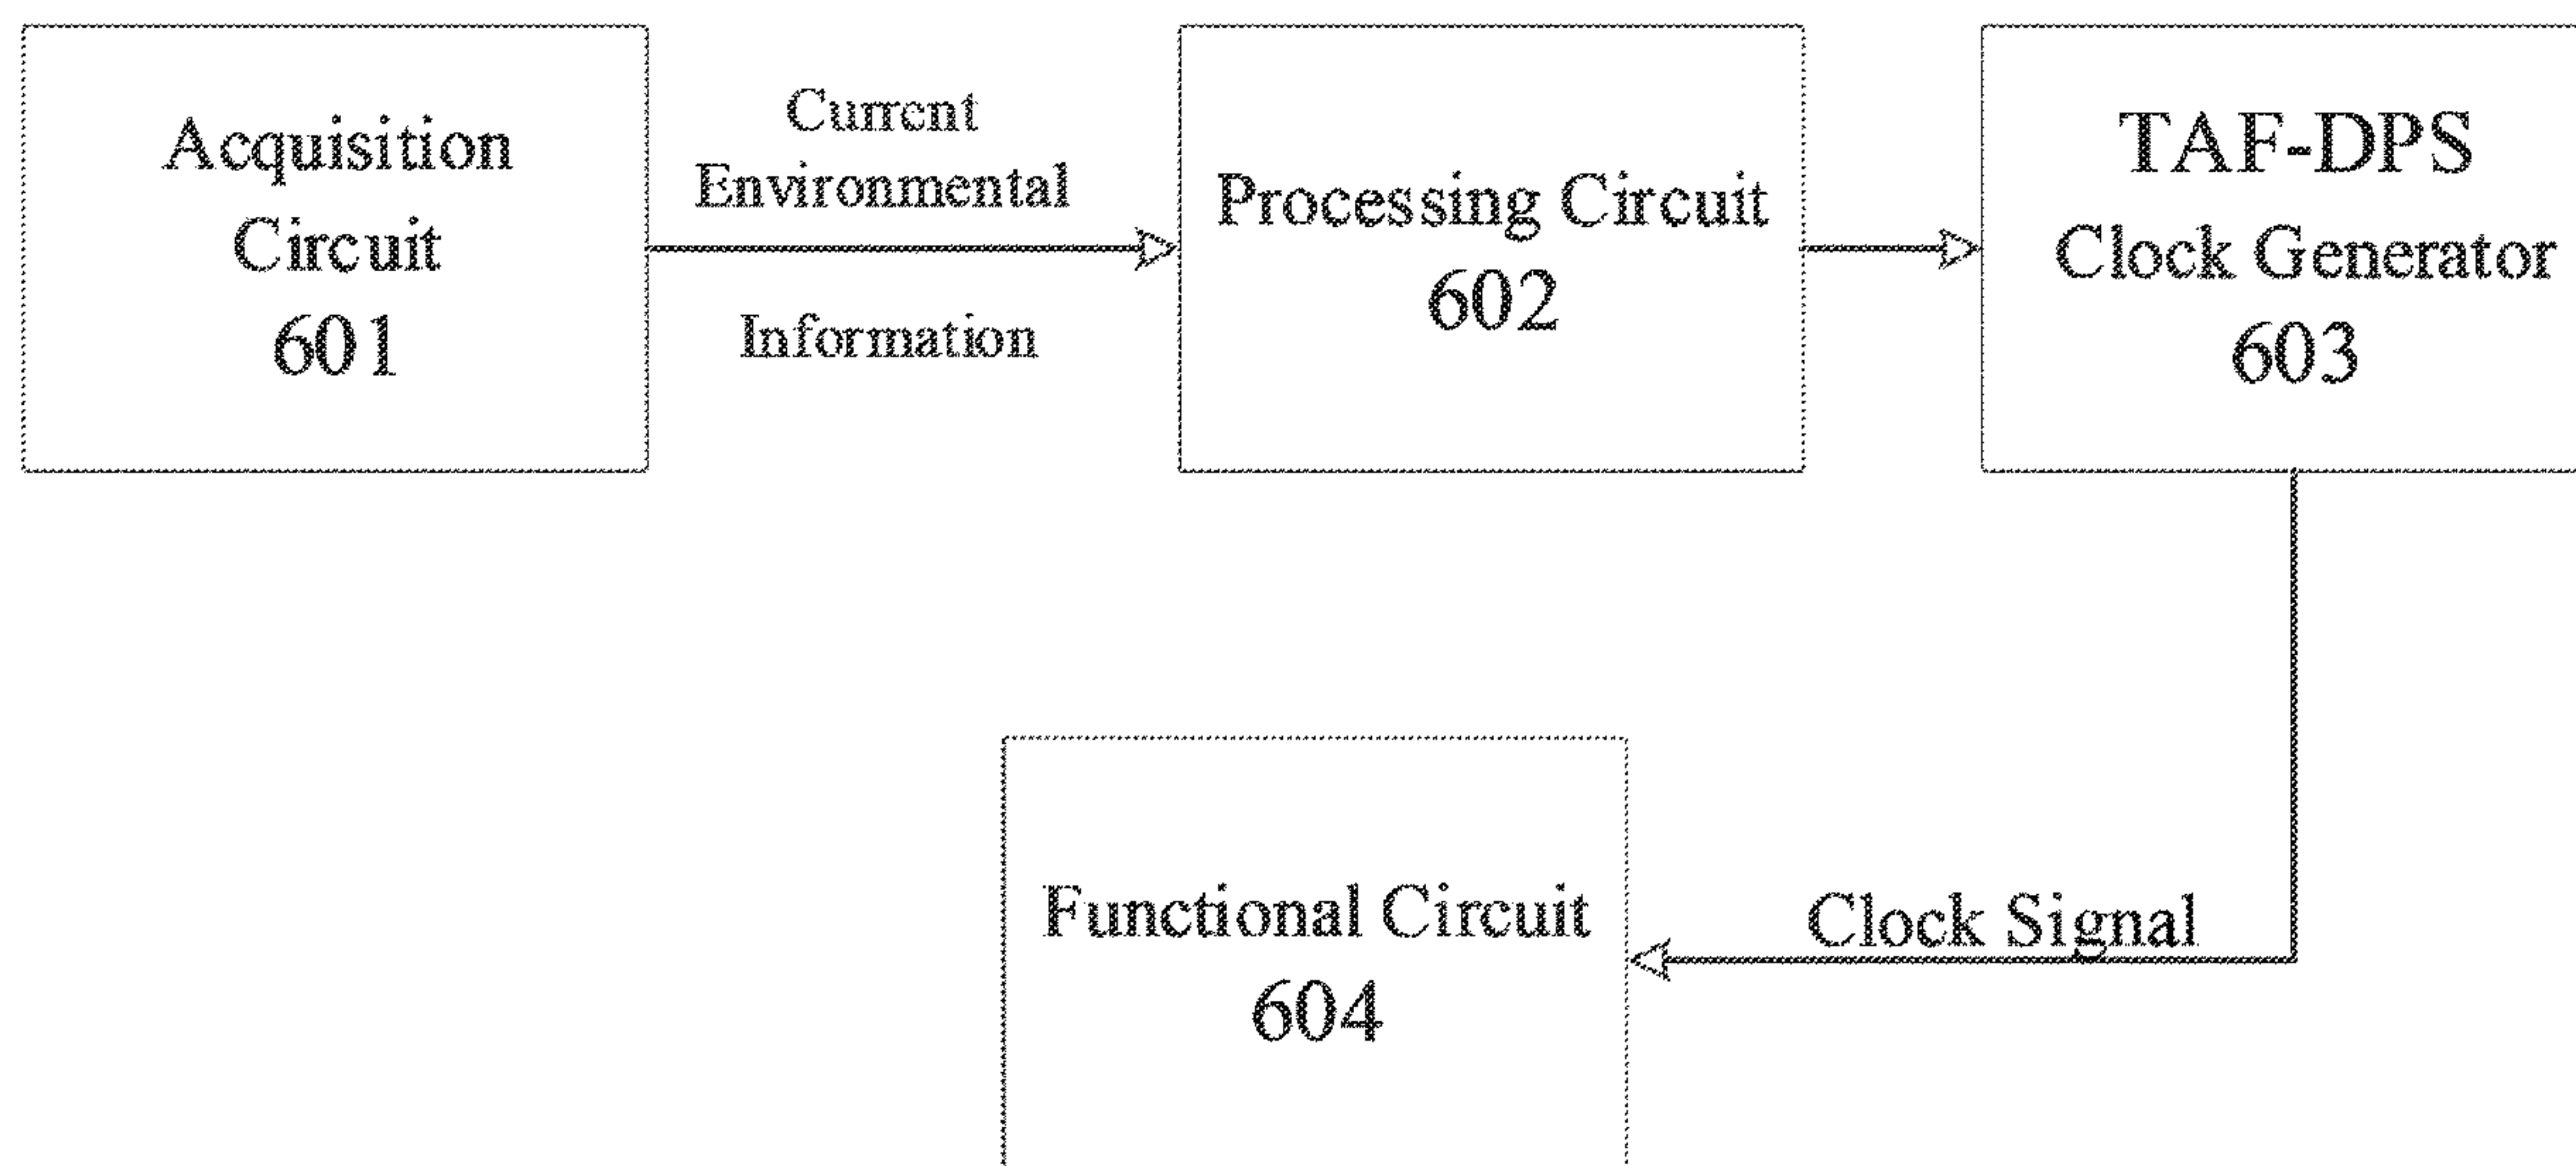 Acquisition
Circuit
601
Current
Environmental
Information
Processing Circuit
602
TAF-DPS
Clock Generator
603
Functional Circuit
604
Clock Signal